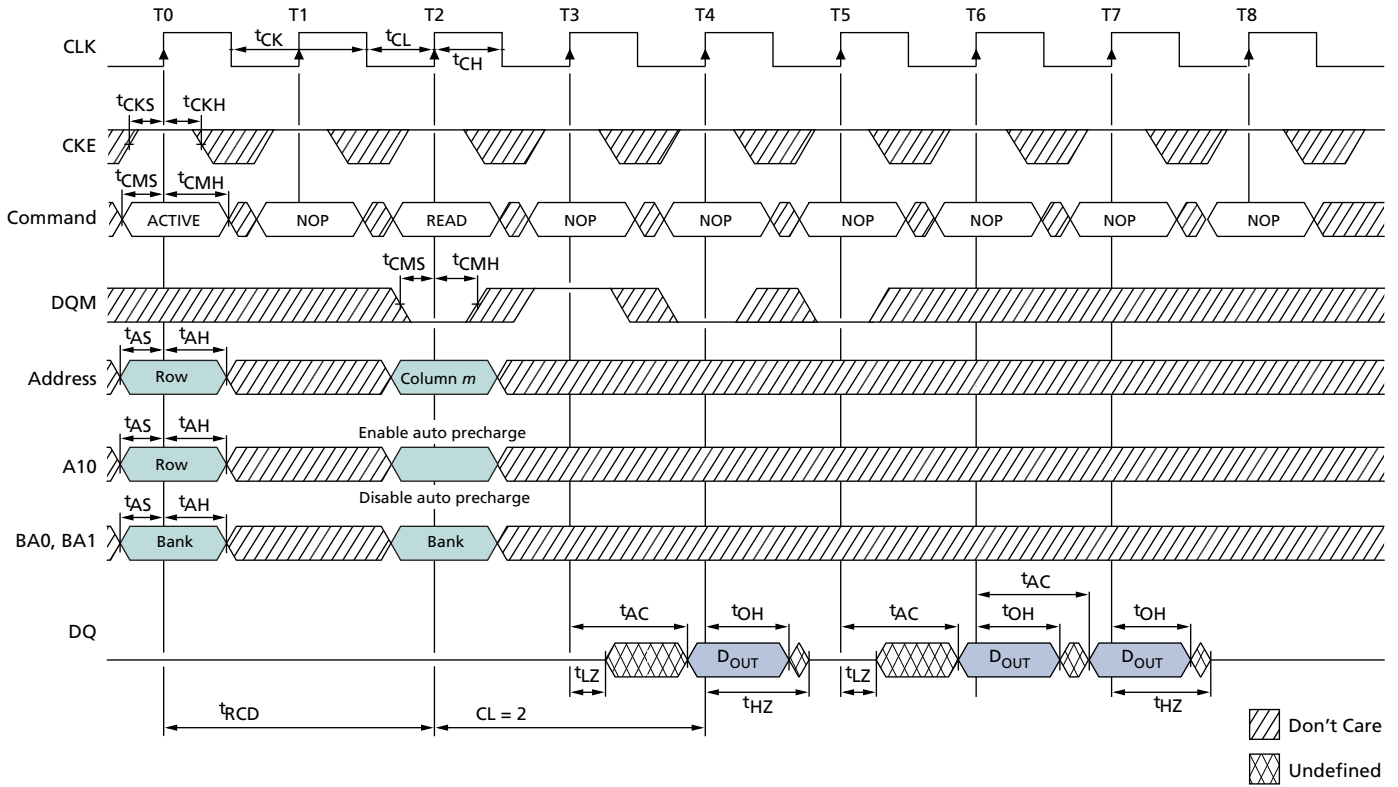 T0 T1 T2 T3 T4 T5 T6 T7 T8
CLK
tCK tCL
tCH
tCKS tCKH
CKE
tCMS tCMH
Command ACTIVE NOP READ NOP NOP NOP NOP NOP NOP
tCMS tCMH
DQM
tAS tAH
Address Row Column m
Enable auto precharge
tAS tAH
A10 Row
Disable auto precharge
tAS tAH
BA0, BA1 Bank Bank
tAC
tAC tOH tAC tOH tOH
DQ
DOUT DOUT DOUT
tLZ tLZ
tHZ tHZ
tRCD CL = 2
Don't Care
Undefined